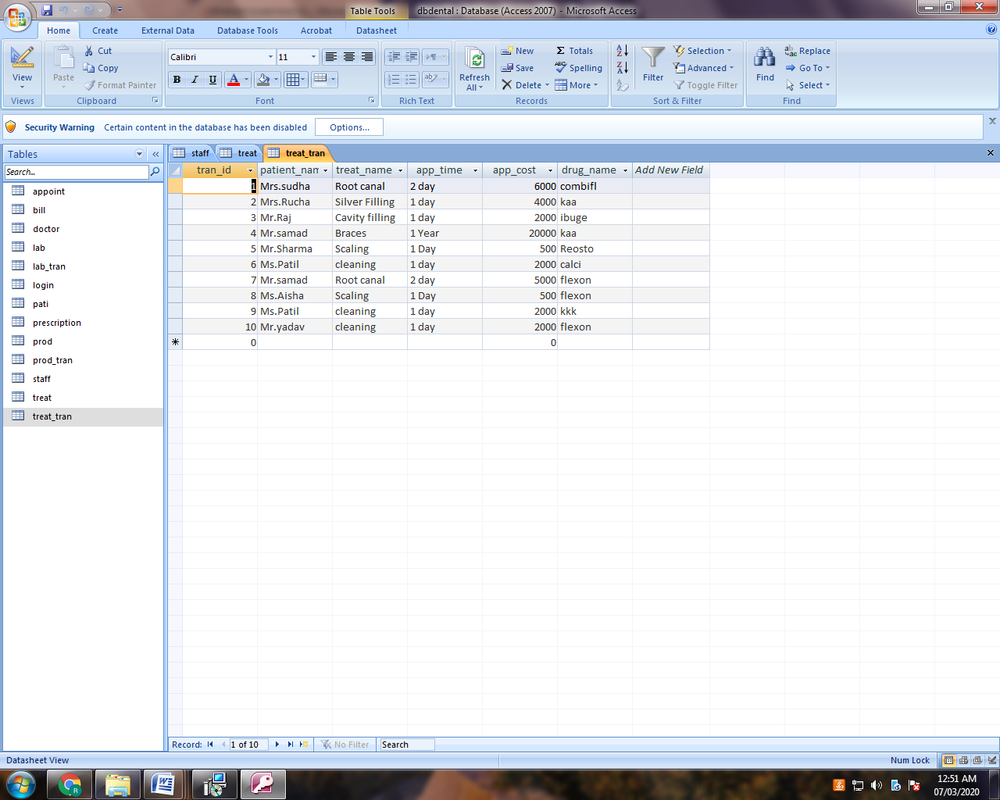 Table Tools dbdental : Database (Access 2007) - Microsoft Access
Home Create External Data Database Tools Acrobat Datasheet
View Paste Cut Copy Format Painter Calibri 11 B I U A Refresh All New Save Delete Σ Totals Spelling More Filter Selection Advanced Toggle Filter Find Replace Go To Select
Views Clipboard Font Rich Text Records Sort & Filter Find
Security Warning Certain content in the database has been disabled Options...
Tables
Search...
appoint
bill
doctor
lab
lab_tran
login
pati
prescription
prod
prod_tran
staff
treat
treat_tran
staff treat treat_tran
tran_id patient_nam treat_name app_time app_cost drug_name Add New Field
1 Mrs.sudha Root canal 2 day 6000 combifl
2 Mrs.Rucha Silver Filling 1 day 4000 kaa
3 Mr.Raj Cavity filling 1 day 2000 ibuge
4 Mr.samad Braces 1 Year 20000 kaa
5 Mr.Sharma Scaling 1 Day 500 Reosto
6 Ms.Patil cleaning 1 day 2000 calci
7 Mr.samad Root canal 2 day 5000 flexon
8 Ms.Aisha Scaling 1 Day 500 flexon
9 Ms.Patil cleaning 1 day 2000 kkk
10 Mr.yadav cleaning 1 day 2000 flexon
0 0
Record: 1 of 10 No Filter Search
Datasheet View Num Lock
12:51 AM
07/03/2020